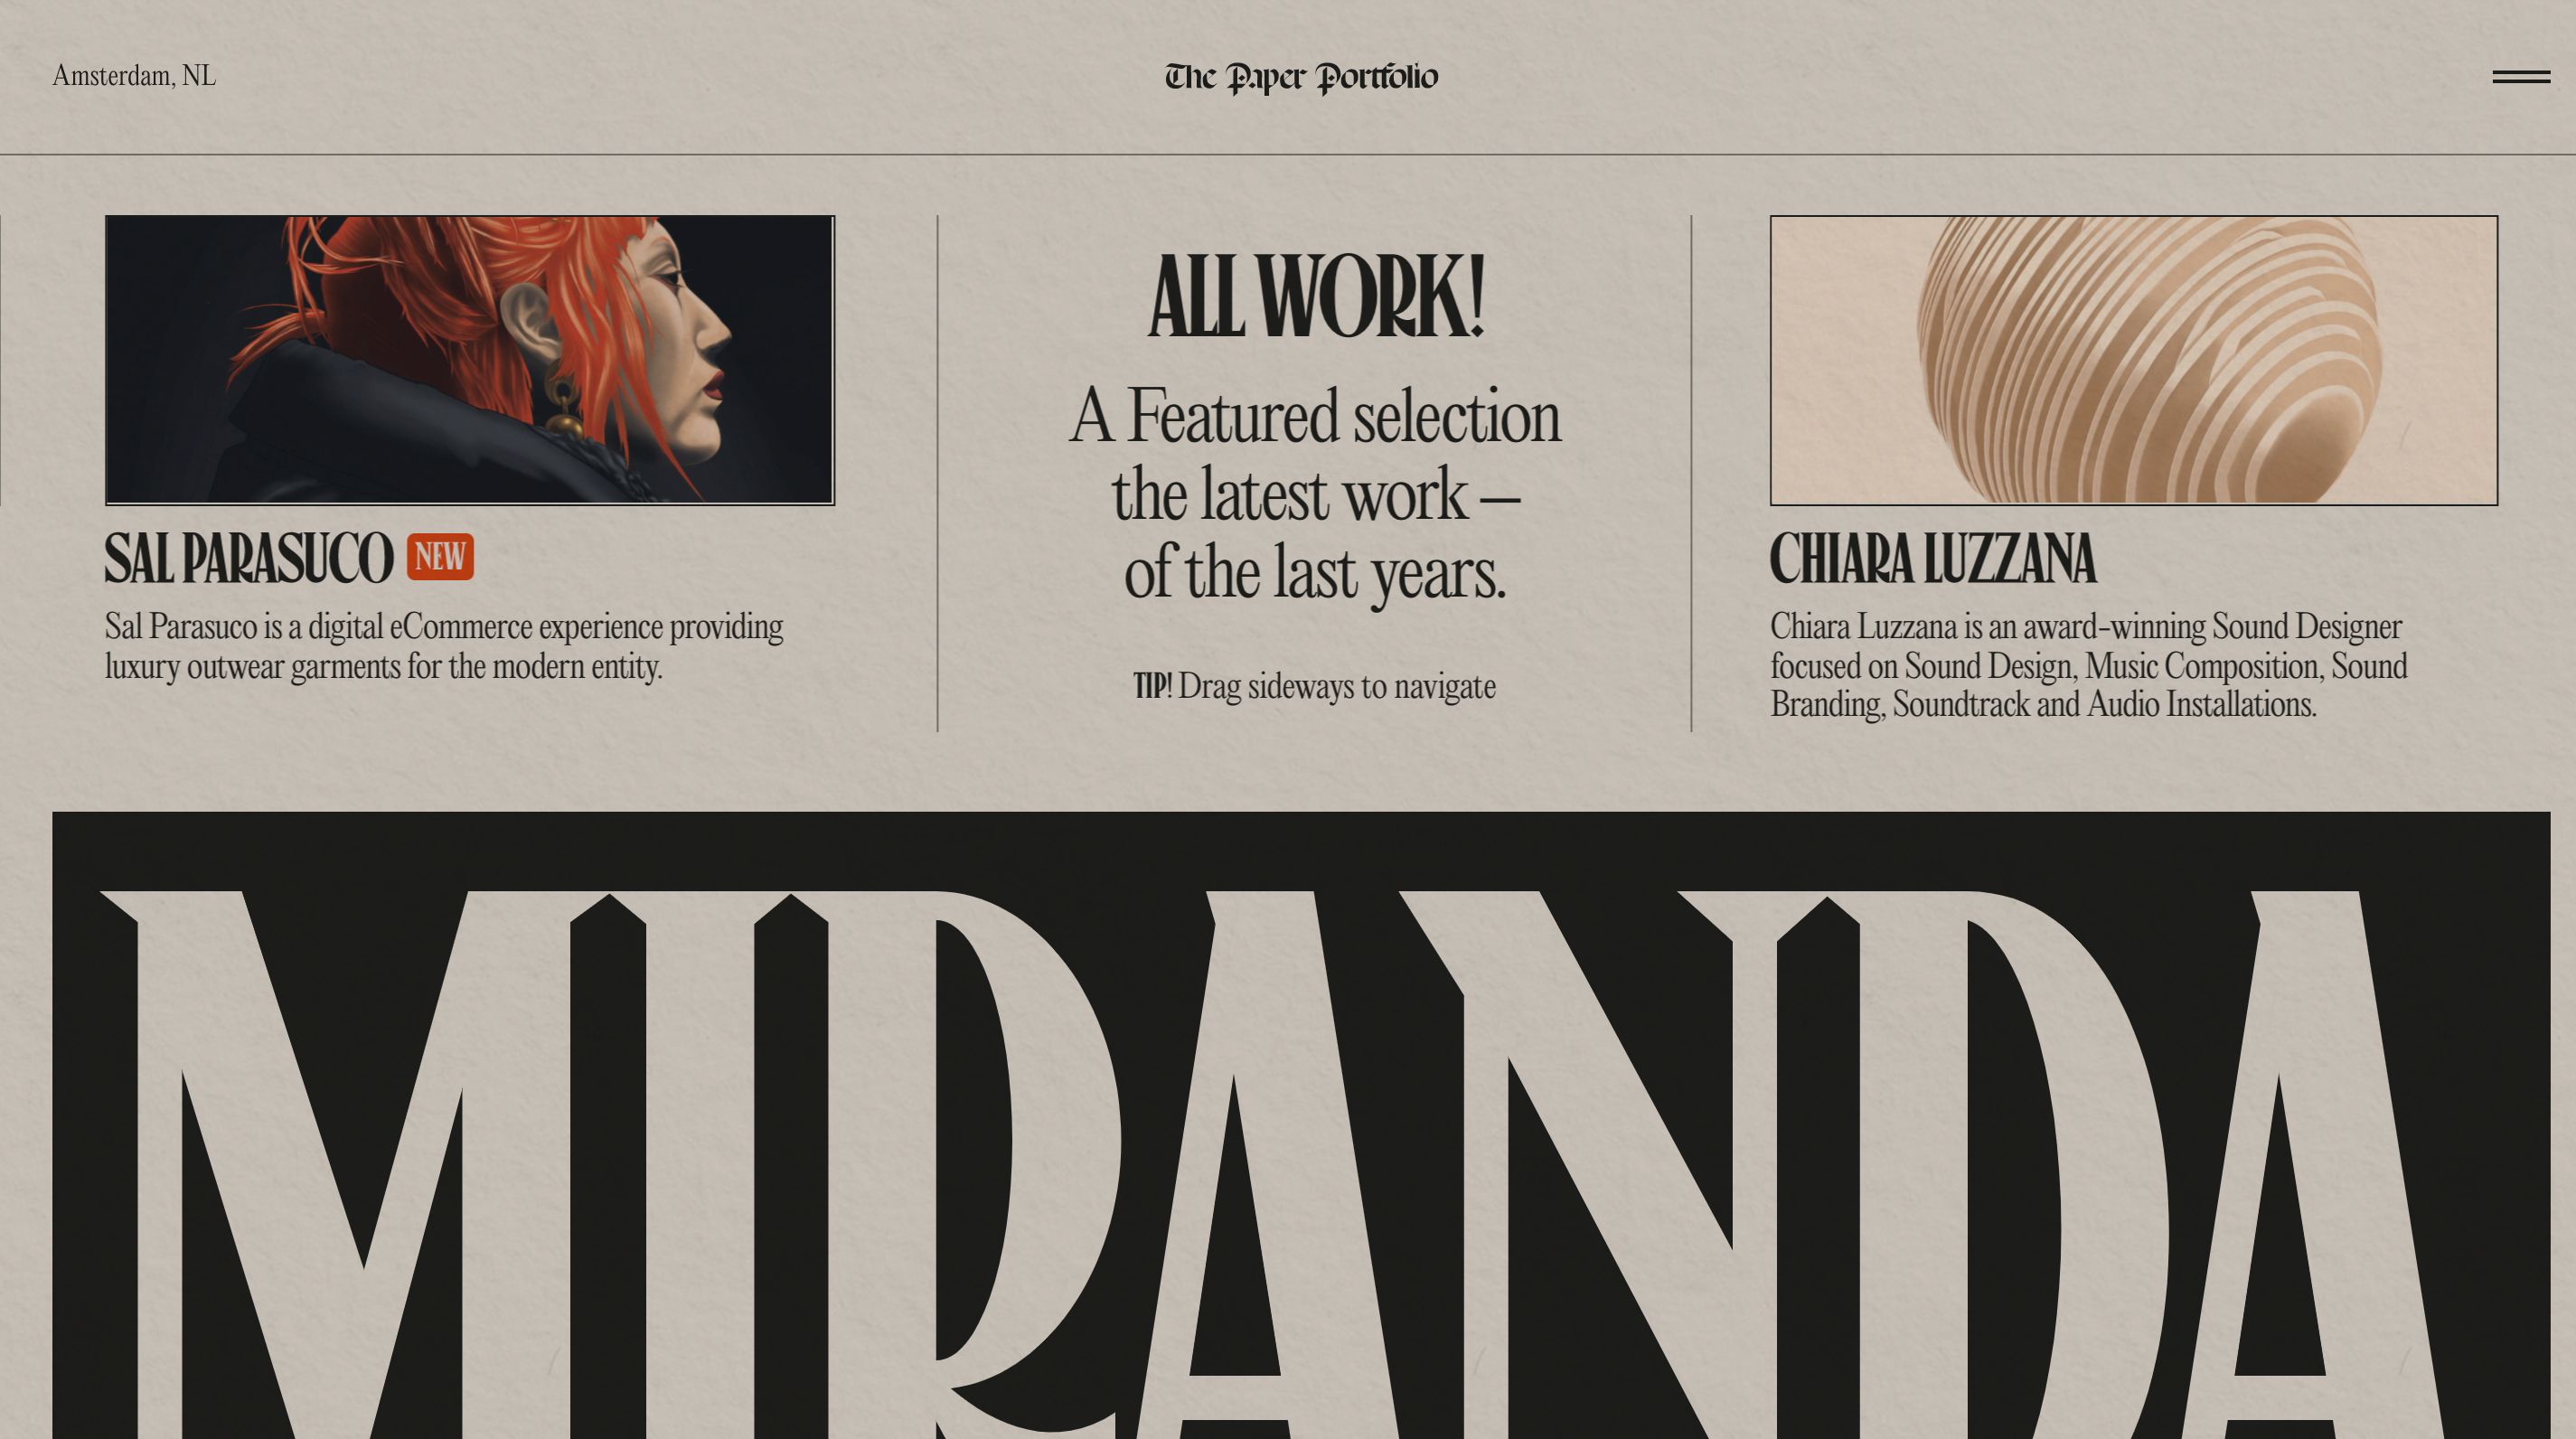 Amsterdam, NL
The Paper Portfolio
SAL PARASUCO NEW
Sal Parasuco is a digital eCommerce experience providing
luxury outwear garments for the modern entity.
ALL WORK!
A Featured selection
the latest work –
of the last years.
TIP! Drag sideways to navigate
CHIARA LUZZANA
Chiara Luzzana is an award-winning Sound Designer
focused on Sound Design, Music Composition, Sound
Branding, Soundtrack and Audio Installations.
MIRANDA